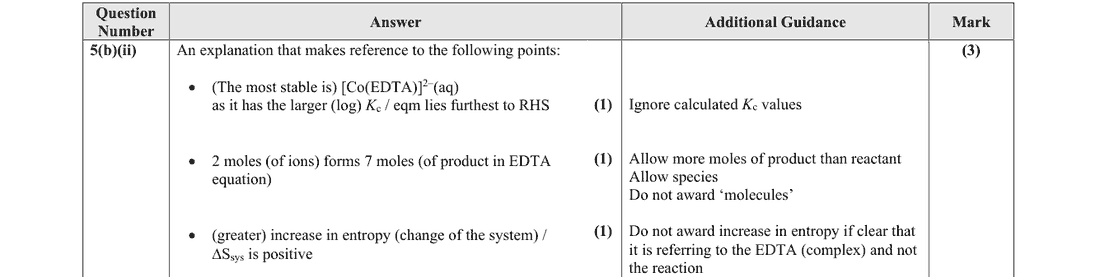 Question Number
Answer
Additional Guidance
Mark
5(b)(ii)
An explanation that makes reference to the following points:
(3)
• (The most stable is) [Co(EDTA)]²⁻(aq)
as it has the larger (log) Kc / eqm lies furthest to RHS
(1)
Ignore calculated Kc values
• 2 moles (of ions) forms 7 moles (of product in EDTA
equation)
(1)
Allow more moles of product than reactant
Allow species
Do not award ‘molecules’
• (greater) increase in entropy (change of the system) /
ΔSsys is positive
(1)
Do not award increase in entropy if clear that
it is referring to the EDTA (complex) and not
the reaction